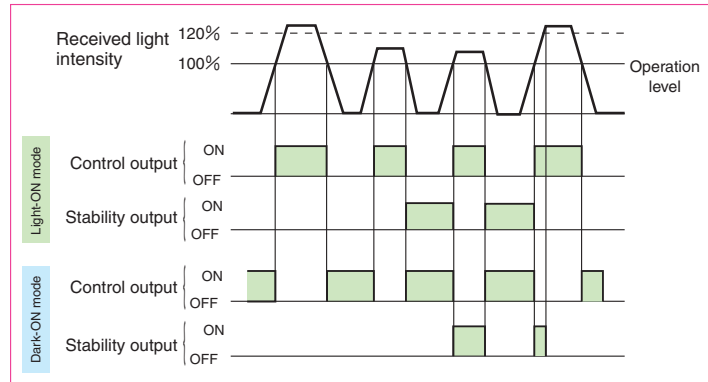 Received light
intensity
120%
100%
Operation
level
Light-ON mode
Control output
ON
OFF
Stability output
ON
OFF
Dark-ON mode
Control output
ON
OFF
Stability output
ON
OFF